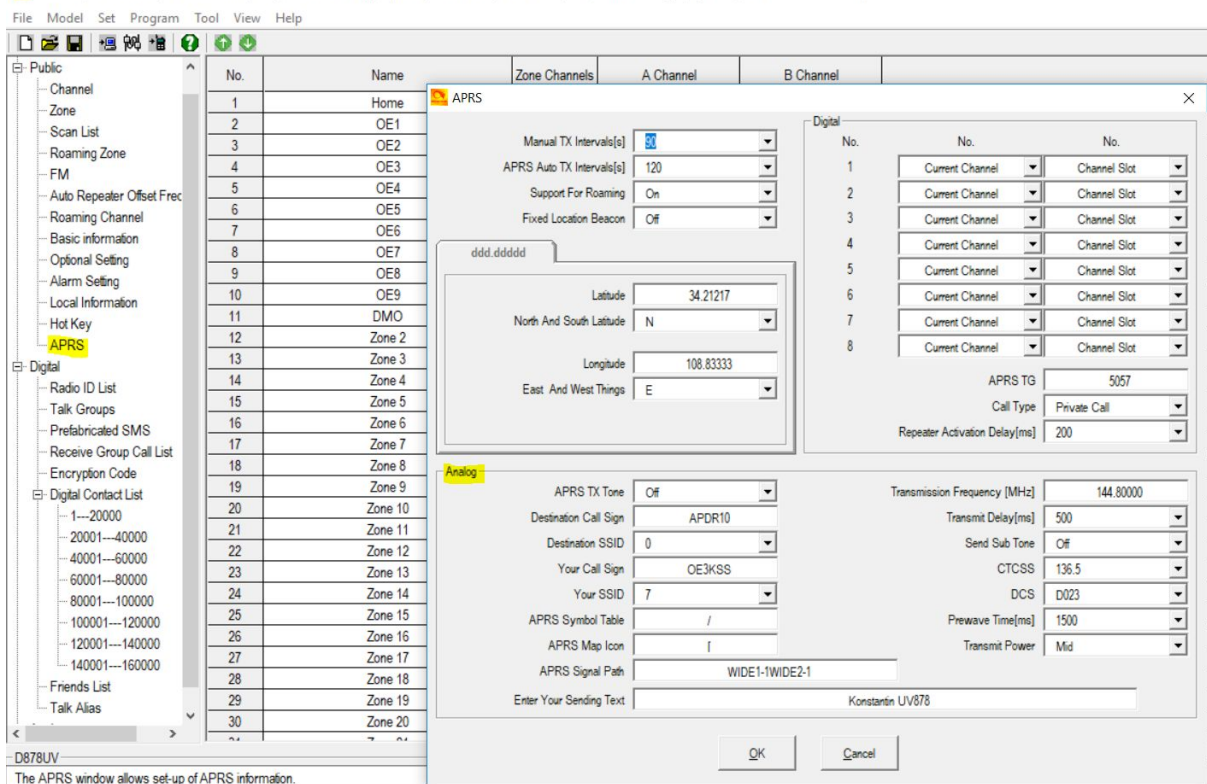 File Model Set Program Tool View Help
Public
Channel
Zone
Scan List
Roaming Zone
FM
Auto Repeater Offset Freq
Roaming Channel
Basic information
Optional Setting
Alarm Setting
Local Information
Hot Key
APRS
Digital
Radio ID List
Talk Groups
Prefabricated SMS
Receive Group Call List
Encryption Code
Digital Contact List
1---20000
20001---40000
40001---60000
60001---80000
80001---100000
100001---120000
120001---140000
140001---160000
Friends List
Talk Alias
No. Name Zone Channels A Channel B Channel
1 Home
2 OE1
3 OE2
4 OE3
5 OE4
6 OE5
7 OE6
8 OE7
9 OE8
10 OE9
11 DMO
12 Zone 2
13 Zone 3
14 Zone 4
15 Zone 5
16 Zone 6
17 Zone 7
18 Zone 8
19 Zone 9
20 Zone 10
21 Zone 11
22 Zone 12
23 Zone 13
24 Zone 14
25 Zone 15
26 Zone 16
27 Zone 17
28 Zone 18
29 Zone 19
30 Zone 20
APRS
Manual TX Intervals[s] 90
APRS Auto TX Intervals[s] 120
Support For Roaming On
Fixed Location Beacon Off
ddd.ddddd
Latitude 34.21217
North And South Latitude N
Longitude 108.83333
East And West Things E
Digital
No. No. No.
1 Current Channel Channel Slot
2 Current Channel Channel Slot
3 Current Channel Channel Slot
4 Current Channel Channel Slot
5 Current Channel Channel Slot
6 Current Channel Channel Slot
7 Current Channel Channel Slot
8 Current Channel Channel Slot
APRS TG 5057
Call Type Private Call
Repeater Activation Delay[ms] 200
Analog
APRS TX Tone Off
Destination Call Sign APDR10
Destination SSID 0
Your Call Sign OE3KSS
Your SSID 7
APRS Symbol Table /
APRS Map Icon [
APRS Signal Path WIDE1-1WIDE2-1
Enter Your Sending Text Konstantin UV878
Transmission Frequency [MHz] 144.80000
Transmit Delay[ms] 500
Send Sub Tone Off
CTCSS 136.5
DCS D023
Prewave Time[ms] 1500
Transmit Power Mid
OK Cancel
D878UV
The APRS window allows set-up of APRS information.